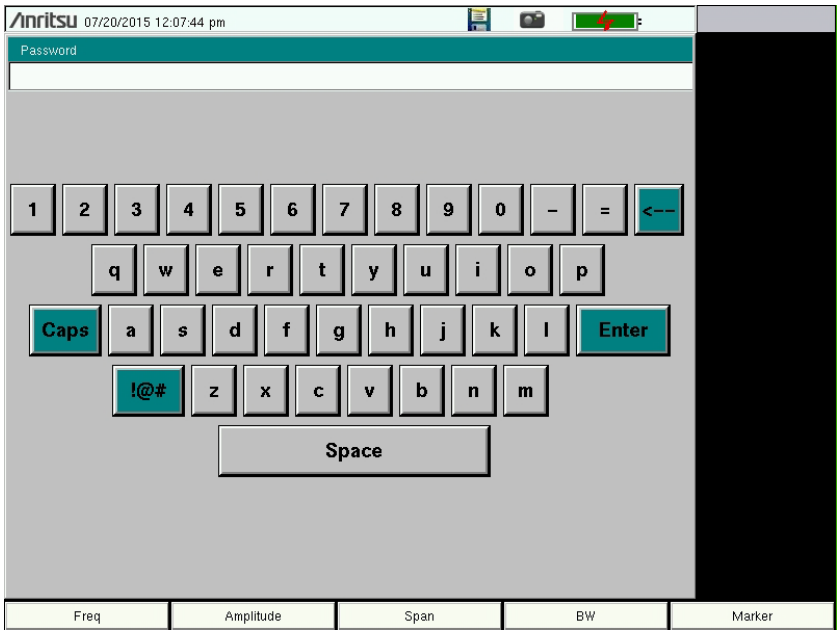 Anritsu 07/20/2015 12:07:44 pm
Password
1 2 3 4 5 6 7 8 9 0 - = <--
q w e r t y u i o p
Caps a s d f g h j k l Enter
!@# z x c v b n m
Space
Freq Amplitude Span BW Marker